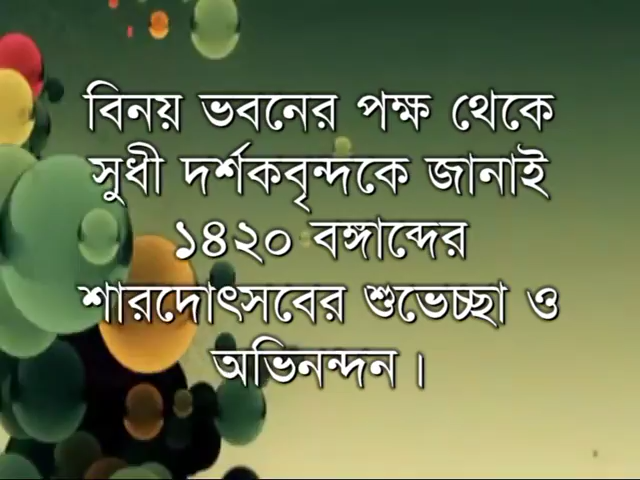 বিনয় ভবনের পক্ষ থেকে
সুধী দর্শকবৃন্দকে জানাই
১৪২০ বঙ্গাব্দের
শারদোৎসবের শুভেচ্ছা ও
অভিনন্দন।